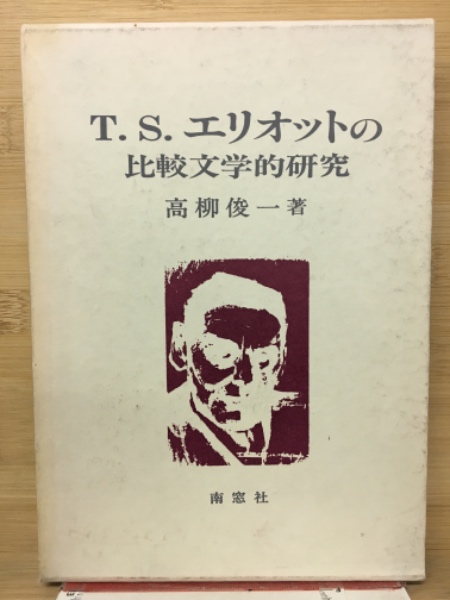 T. S. エリオットの
比較文学的研究
高柳俊一著
南窓社